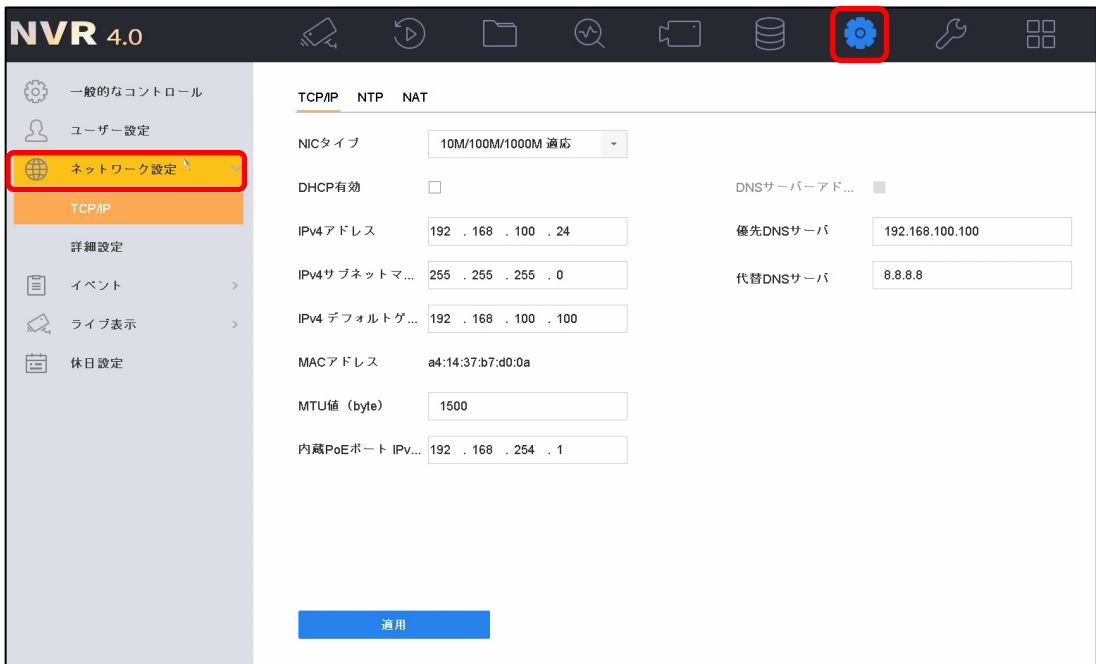 NVR 4.0
一般的なコントロール
ユーザー設定
ネットワーク設定
TCP/IP
詳細設定
イベント
ライブ表示
休日設定
TCP/IP NTP NAT
NICタイプ 10M/100M/1000M 適応
DHCP有効 DNSサーバーアド...
IPv4アドレス 192 . 168 . 100 . 24 優先DNSサーバ 192.168.100.100
IPv4サブネットマ... 255 . 255 . 255 . 0 代替DNSサーバ 8.8.8.8
IPv4 デフォルトゲ... 192 . 168 . 100 . 100
MACアドレス a4:14:37:b7:d0:0a
MTU値（byte） 1500
内蔵PoEポート IPv... 192 . 168 . 254 . 1
適用